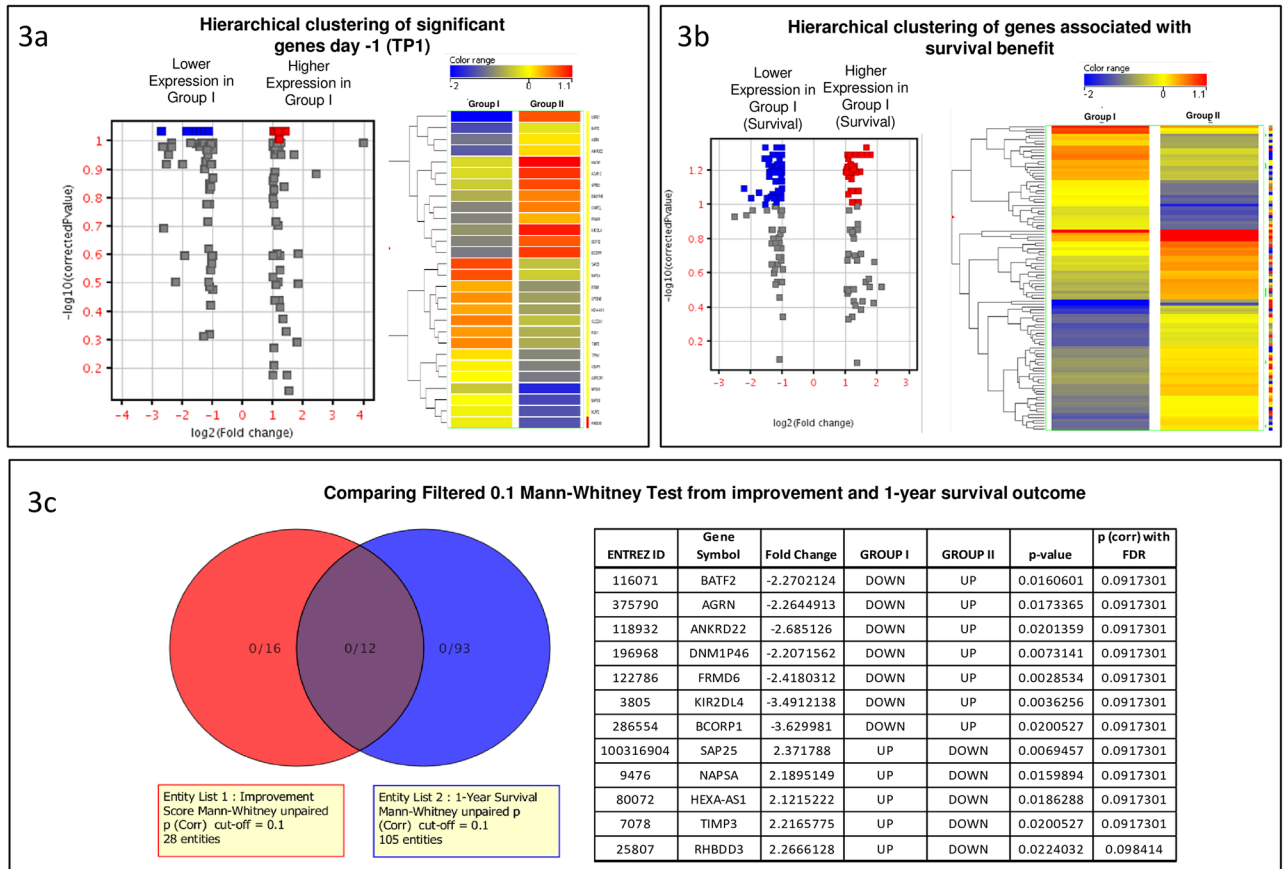 3a
Hierarchical clustering of significant
genes day -1 (TP1)
Lower
Expression in
Group I
Higher
Expression in
Group I
Color range
-2
0
1.1
Group I
Group II
-log10(correctedPvalue)
1
0.9
0.8
0.7
0.6
0.5
0.4
0.3
0.2
-4
-3
-2
-1
0
1
2
3
4
log2(Fold change)
3b
Hierarchical clustering of genes associated with
survival benefit
Lower
Expression in
Group I
(Survival)
Higher
Expression in
Group I
(Survival)
Color range
-2
0
1.1
Group I
Group II
-log10(correctedPvalue)
1.2
1
0.8
0.6
0.4
0.2
-3
-2
-1
0
1
2
3
log2(Fold change)
3c
Comparing Filtered 0.1 Mann-Whitney Test from improvement and 1-year survival outcome
0/16
0/12
0/93
Entity List 1 : Improvement
Score Mann-Whitney unpaired
p (Corr) cut-off = 0.1
28 entities
Entity List 2 : 1-Year Survival
Mann-Whitney unpaired p
(Corr) cut-off = 0.1
105 entities
ENTREZ ID Gene Symbol Fold Change GROUP I GROUP II p-value p (corr) with FDR
116071 BATF2 -2.2702124 DOWN UP 0.0160601 0.0917301
375790 AGRN -2.2644913 DOWN UP 0.0173365 0.0917301
118932 ANKRD22 -2.685126 DOWN UP 0.0201359 0.0917301
196968 DNM1P46 -2.2071562 DOWN UP 0.0073141 0.0917301
122786 FRMD6 -2.4180312 DOWN UP 0.0028534 0.0917301
3805 KIR2DL4 -3.4912138 DOWN UP 0.0036256 0.0917301
286554 BCORP1 -3.629981 DOWN UP 0.0200527 0.0917301
100316904 SAP25 2.371788 UP DOWN 0.0069457 0.0917301
9476 NAPSA 2.1895149 UP DOWN 0.0159894 0.0917301
80072 HEXA-AS1 2.1215222 UP DOWN 0.0186288 0.0917301
7078 TIMP3 2.2165775 UP DOWN 0.0200527 0.0917301
25807 RHBDD3 2.2666128 UP DOWN 0.0224032 0.098414